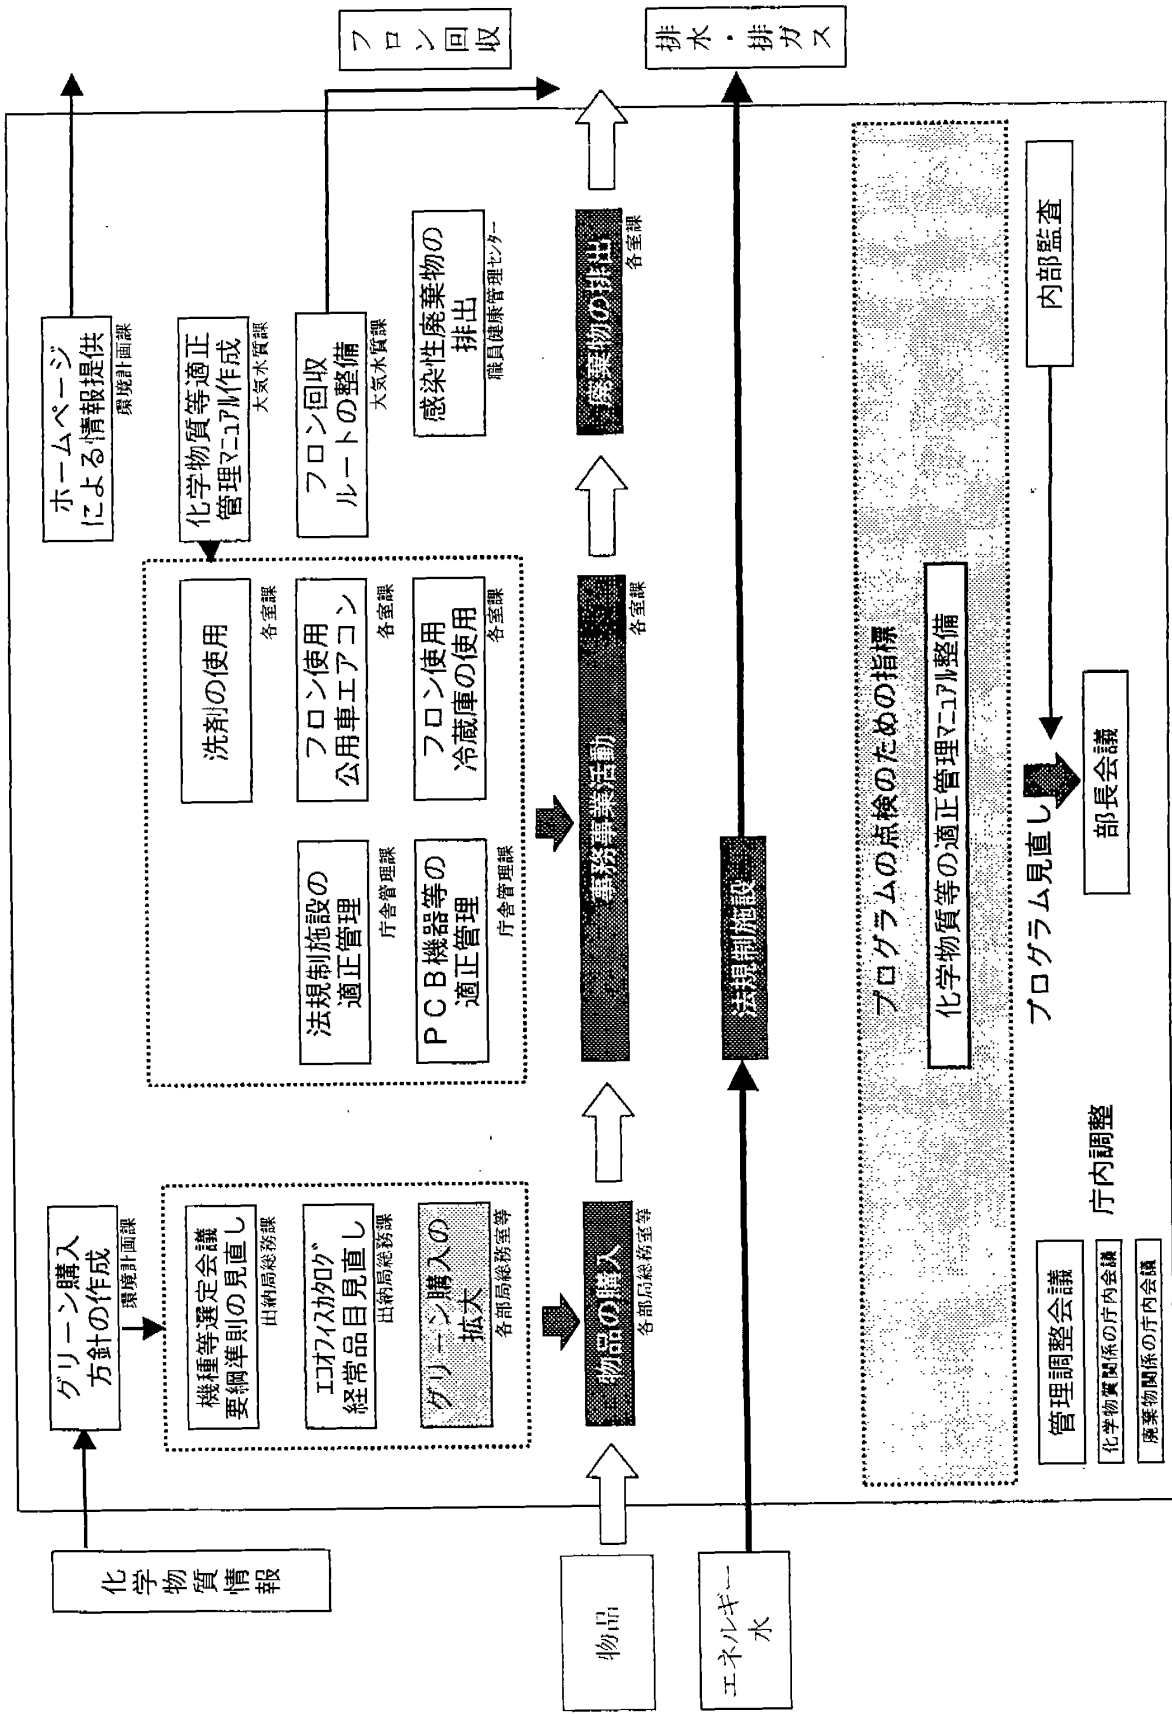 化学物質情報
物品
エネルギー
水
グリーン購入
方針の作成
環境計画課
機種等選定会議
要綱準則の見直し
出納局総務課
エコオフィスカタログ
経常品目見直し
出納局総務課
グリーン購入の
拡大
各部局総務室等
物品の購入
各部局総務室等
法規制施設の
適正管理
庁舎管理課
PCB機器等の
適正管理
庁舎管理課
洗剤の使用
各室課
フロン使用
公用車エアコン
各室課
フロン使用
冷蔵庫の使用
各室課
事務事業活動
各室課
法規制施設
ホームページ
による情報提供
環境計画課
化学物質等適正
管理マニュアル作成
大気水質課
フロン回収
ルートの整備
大気水質課
感染性廃棄物の
排出
職員健康管理センター
廃棄物の排出
各室課
フロン回収
排水・排ガス
プログラムの点検のための指標
化学物質等の適正管理マニュアル整備
管理調整会議
化学物質関係の庁内会議
廃棄物関係の庁内会議
庁内調整
プログラム見直し
部長会議
内部監査